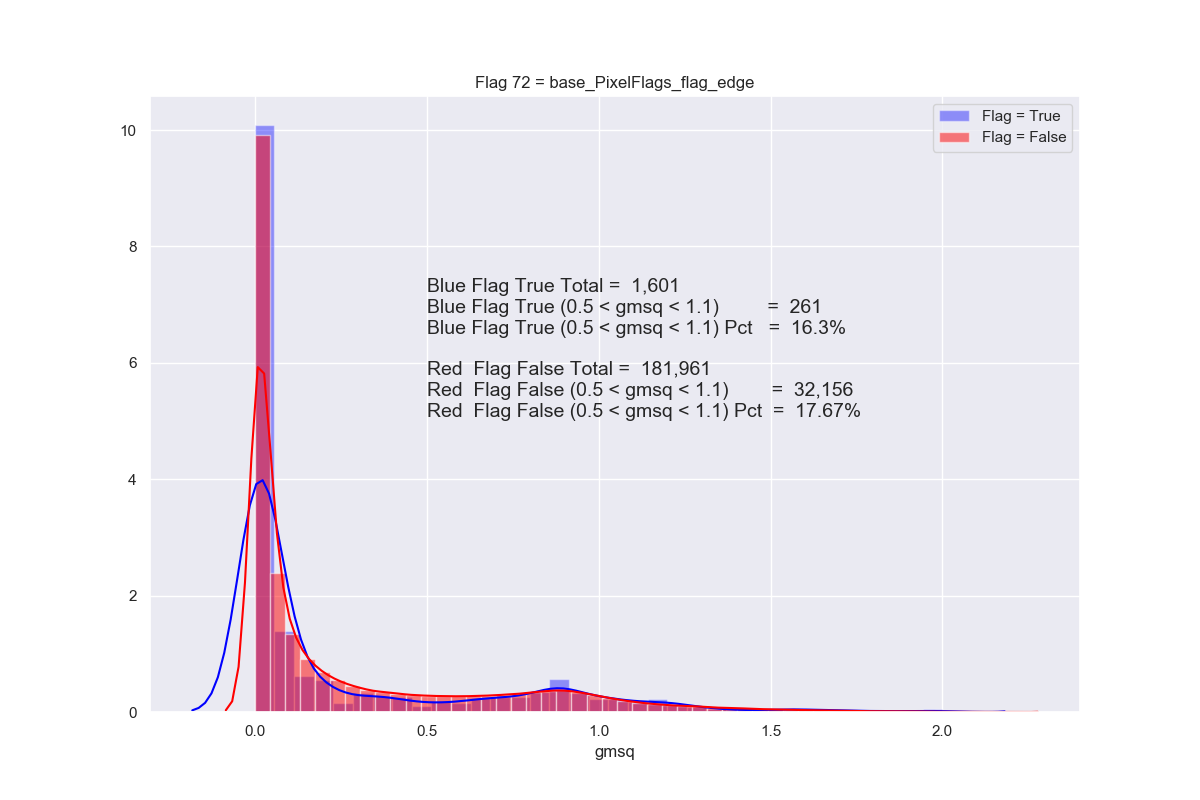 Flag 72 = base_PixelFlags_flag_edge
Flag = True
Flag = False
10
8
6
4
2
0
Blue Flag True Total =  1,601
Blue Flag True (0.5 < gmsq < 1.1)         =  261
Blue Flag True (0.5 < gmsq < 1.1) Pct   =  16.3%
Red  Flag False Total =  181,961
Red  Flag False (0.5 < gmsq < 1.1)        =  32,156
Red  Flag False (0.5 < gmsq < 1.1) Pct  =  17.67%
0.0 0.5 1.0 1.5 2.0
gmsq